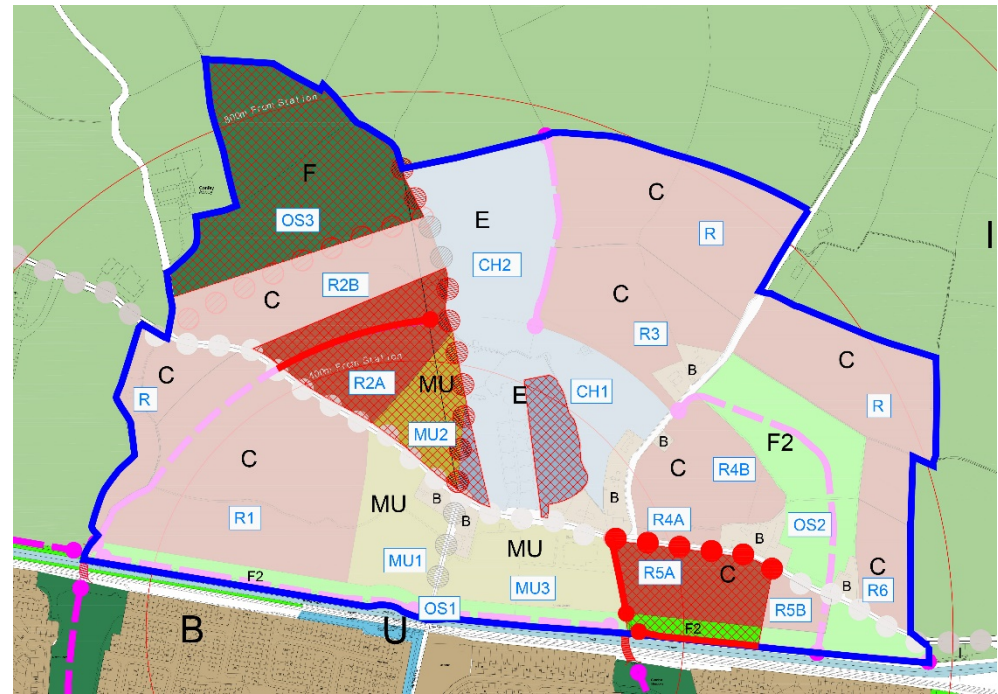 800m From Station
F
OS3
E
C
R
CH2
C
R2B
C
R3
I
400m From Station
R2A
MU
MU2
E
CH1
B
C
R
C
R
C
R1
MU
B
B
MU1
MU
MU3
OS1
F2
B
B
C
R4B
F2
OS2
R4A
B
R5A
C
R5B
B
C
R6
F2
B
U
I